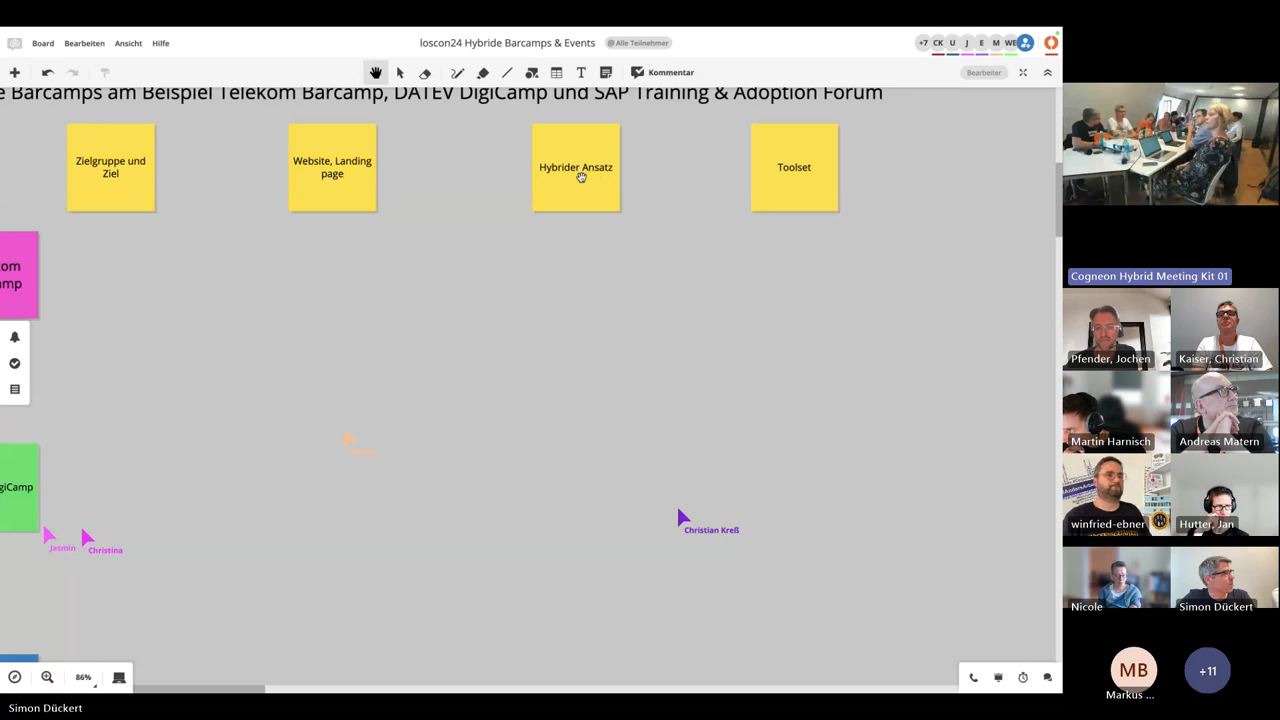 Board Bearbeiten Ansicht Hilfe
loscon24 Hybride Barcamps & Events
@ Alle Teilnehmer
+7 CK U J E M WE
Kommentar
Bearbeiter
e Barcamps am Beispiel Telekom Barcamp, DATEV DigiCamp und SAP Training & Adoption Forum
Zielgruppe und
Ziel
Website, Landing
page
Hybrider Ansatz
Toolset
om
amp
giCamp
Jasmin
Christina
Christian Kreß
86%
Simon Dückert
Cogneon Hybrid Meeting Kit 01
Pfender, Jochen
Kaiser, Christian
Martin Harnisch
Andreas Matern
winfried-ebner
Hutter, Jan
Nicole
Simon Dückert
MB
Markus ...
+11